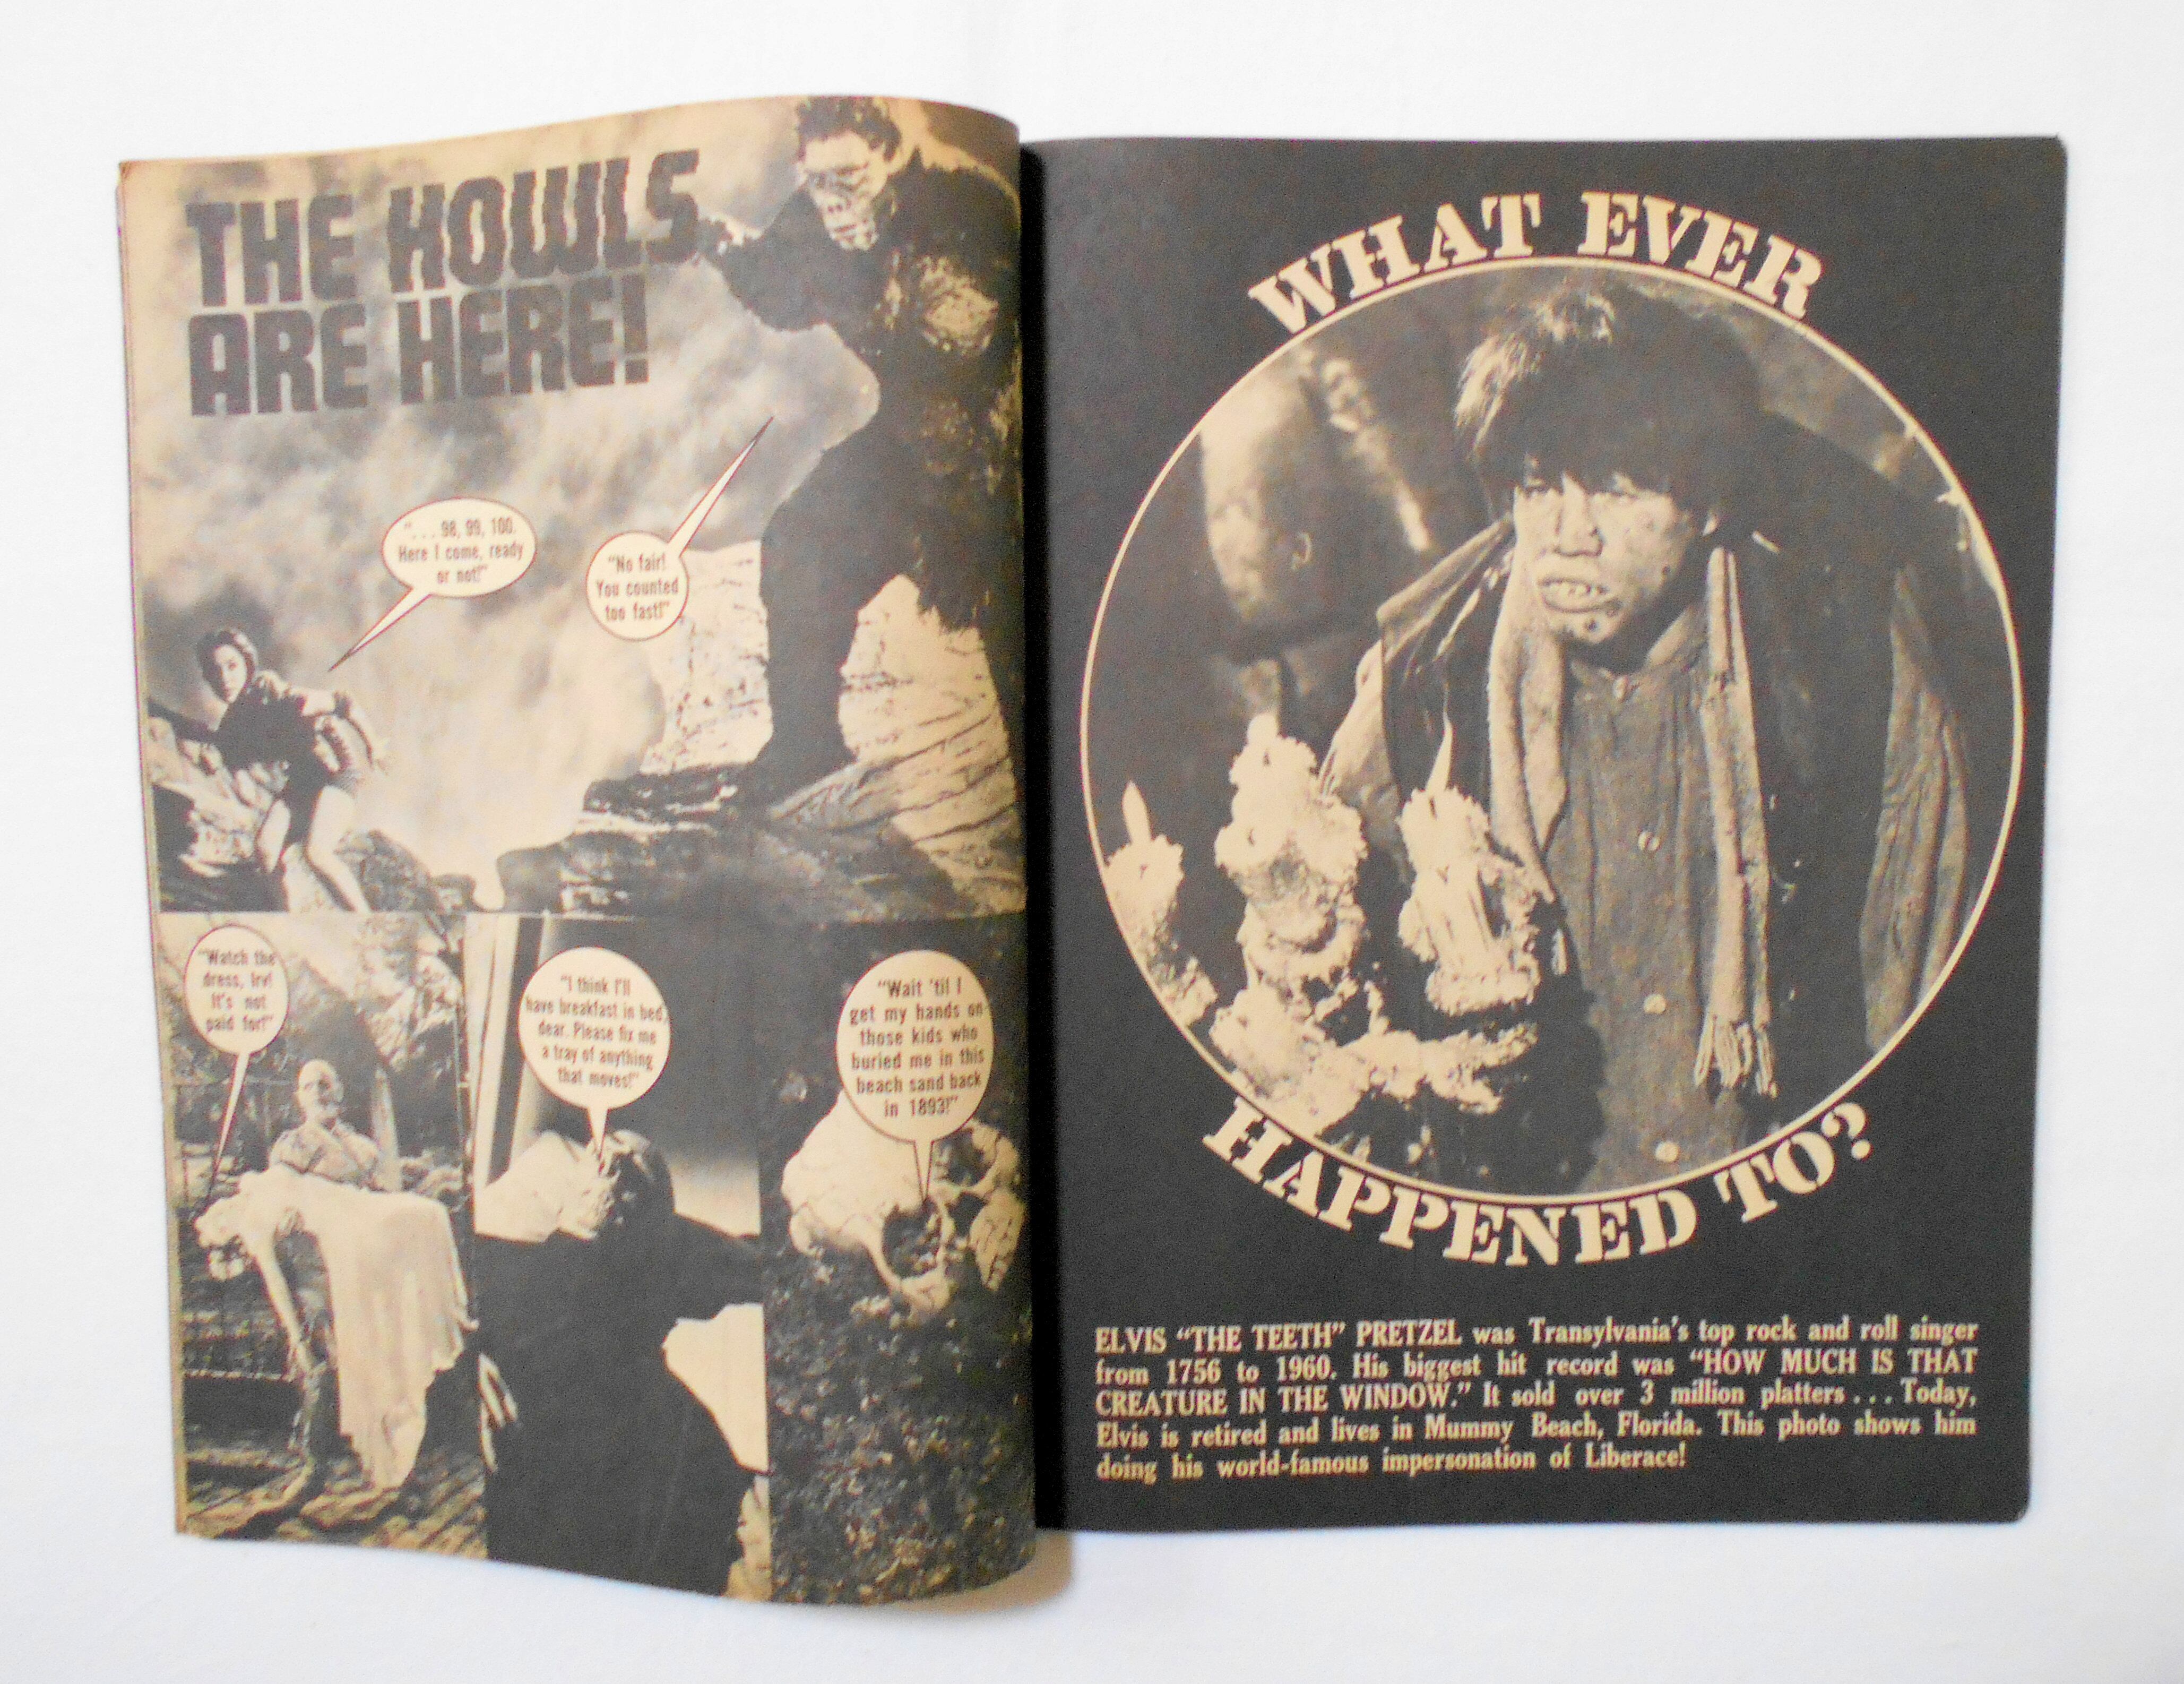 THE HOWLS
ARE HERE!
"...98, 99, 100.
Here I come, ready
or not!"
"No fair!
You counted
too fast!"
"Watch the
dress, Irv!
It's not
paid for!"
"I think I'll
have breakfast in bed,
dear. Please fix me
a tray of anything
that moves!"
"Wait 'til I
get my hands on
those kids who
buried me in this
beach sand back
in 1893!"
WHAT EVER
HAPPENED TO?
ELVIS "THE TEETH" PRETZEL was Transylvania's top rock and roll singer
from 1756 to 1960. His biggest hit record was "HOW MUCH IS THAT
CREATURE IN THE WINDOW." It sold over 3 million platters... Today,
Elvis is retired and lives in Mummy Beach, Florida. This photo shows him
doing his world-famous impersonation of Liberace!